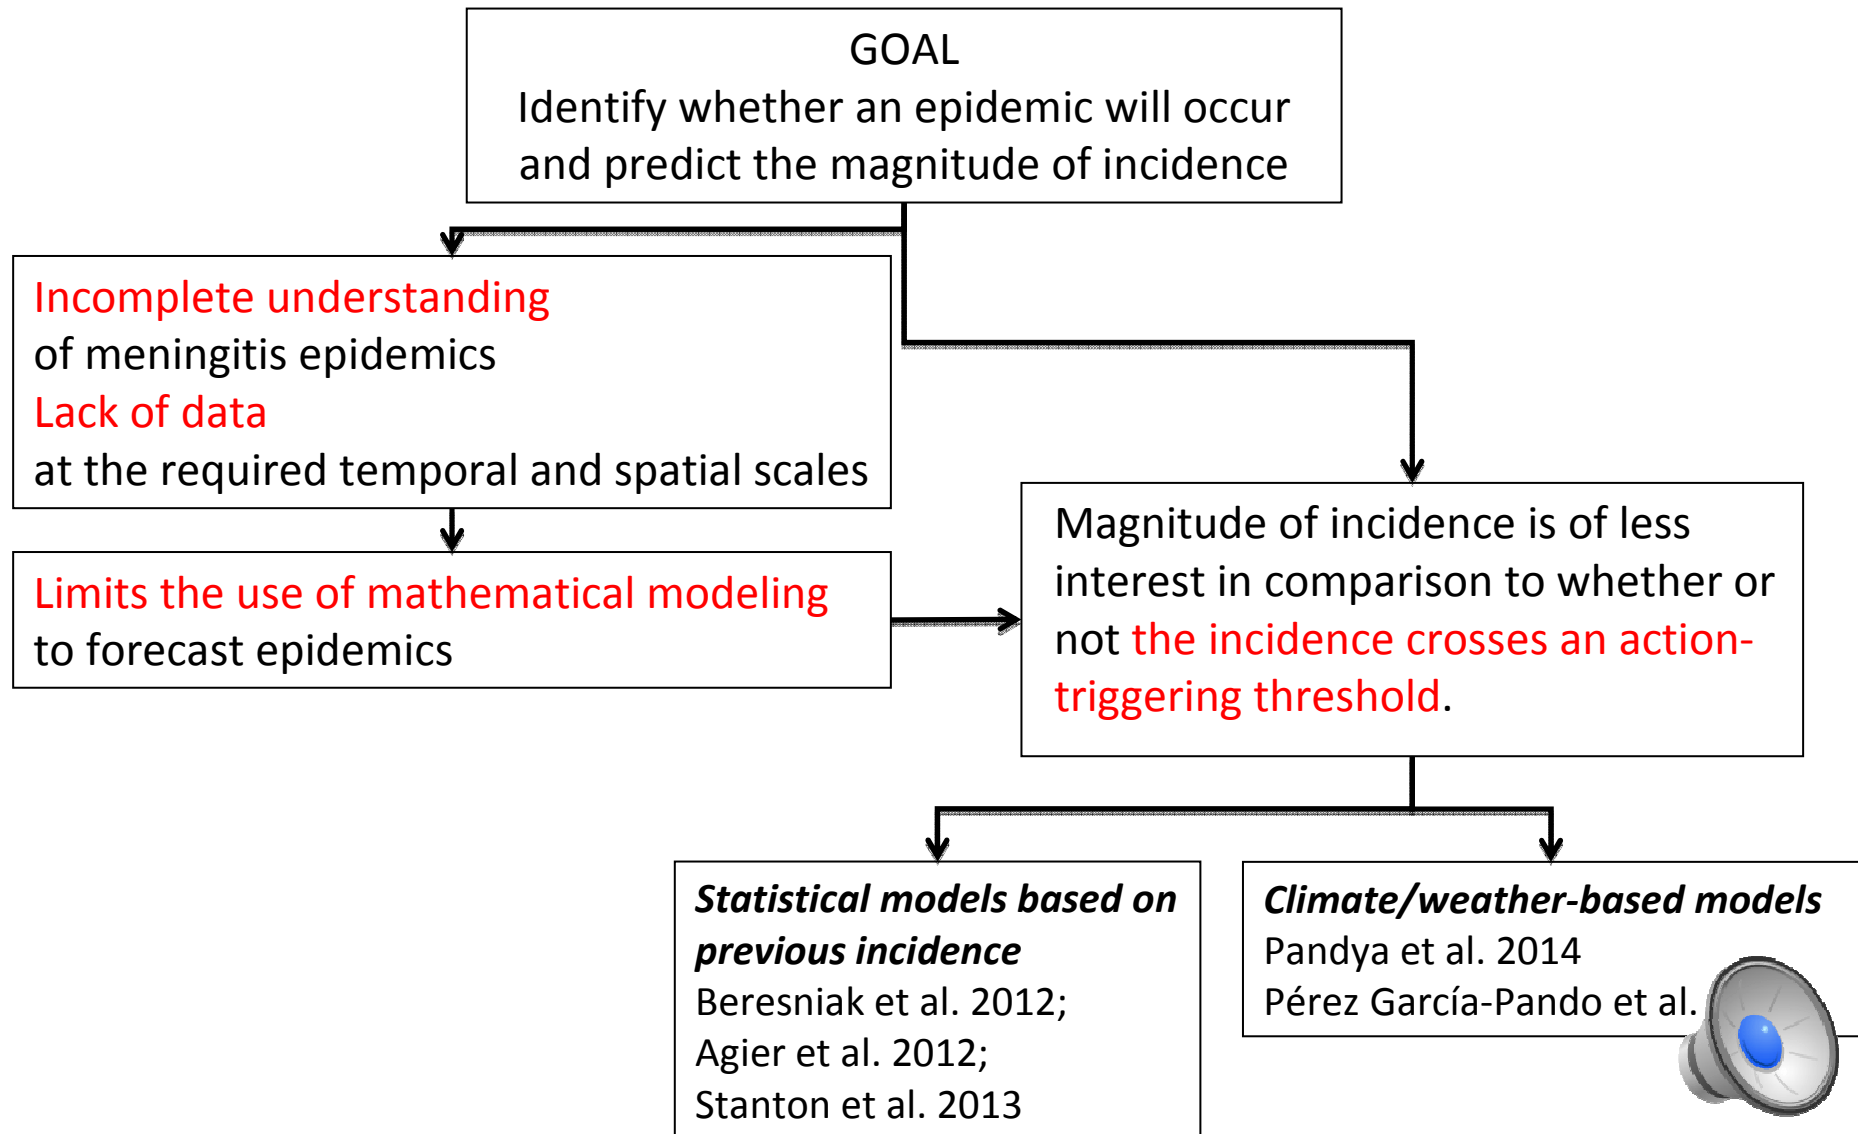 GOAL
Identify whether an epidemic will occur
and predict the magnitude of incidence
Incomplete understanding
of meningitis epidemics
Lack of data
at the required temporal and spatial scales
Limits the use of mathematical modeling
to forecast epidemics
Magnitude of incidence is of less
interest in comparison to whether or
not the incidence crosses an action-
triggering threshold.
Statistical models based on
previous incidence
Beresniak et al. 2012;
Agier et al. 2012;
Stanton et al. 2013
Climate/weather-based models
Pandya et al. 2014
Pérez García-Pando et al.